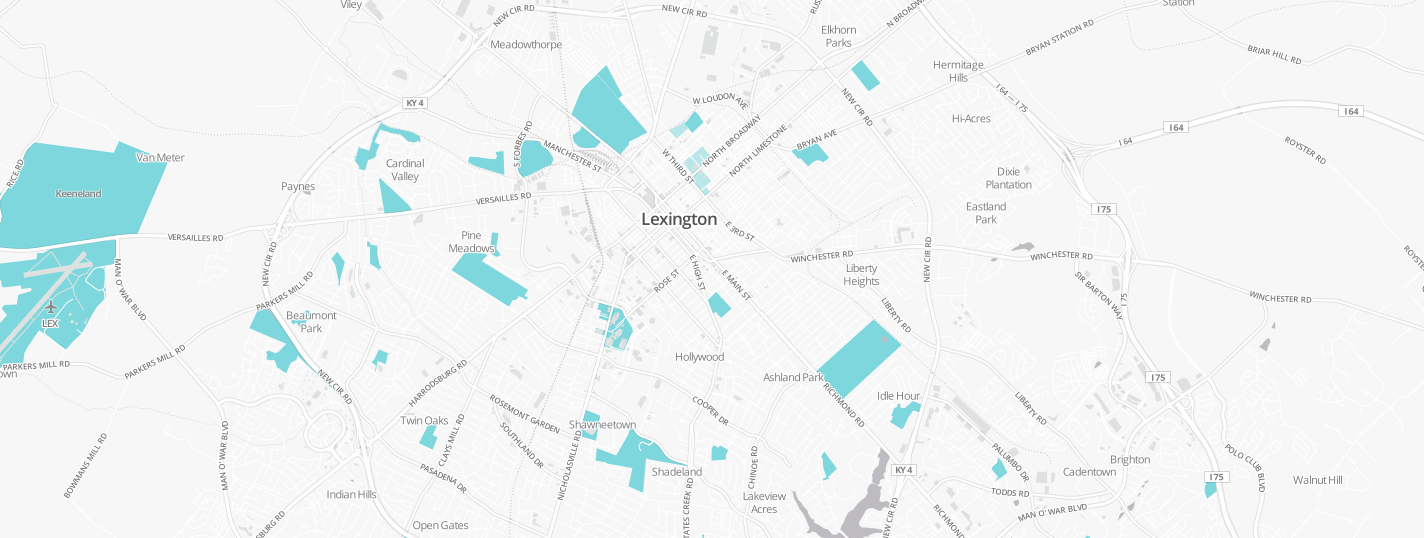 Viley
NEW CIR RD
NEW CIR RD
N BROADWAY
Station
Meadowthorpe
Elkhorn
Parks
BRYAN STATION RD
BRIAR HILL RD
Hermitage
Hills
KY 4
W LOUDON AVE
NEW CIR RD
I 64 — I 75
I 64
I 64
I 64
Hi-Acres
S FORBES RD
MANCHESTER ST
W THIRD ST
NORTH BROADWAY
NORTH LIMESTONE
BRYAN AVE
ROYSTER RD
RICE RD
Van Meter
Cardinal
Valley
Keeneland
Paynes
VERSAILLES RD
Dixie
Plantation
Eastland
Park
I 75
Lexington
VERSAILLES RD
E 3RD ST
Pine
Meadows
NEW CIR RD
NEW CIR RD
WINCHESTER RD
WINCHESTER RD
MAN O' WAR BLVD
ROSE ST
E HIGH ST
E MAIN ST
Liberty
Heights
SIR BARTON WAY
I 75
WINCHESTER RD
PARKERS MILL RD
LEX
Beaumont
Park
LIBERTY RD
PARKERS MILL RD
PARKERS MILL RD
Hollywood
NEW CIR RD
HARRODSBURG RD
Ashland Park
RICHMOND RD
I 75
Idle Hour
LIBERTY RD
COOPER DR
ROSEMONT GARDEN
Twin Oaks
CLAYS MILL RD
SOUTHLAND DR
Shawneetown
MAN O' WAR BLVD
BOWMANS MILL RD
PASADENA DR
NICHOLASVILLE RD
Shadeland
CHINOE RD
KY 4
PALUMBO DR
Brighton
Cadentown
POLO CLUB BLVD
I 75
Walnut Hill
Indian Hills
Lakeview
Acres
TODDS RD
MAN O' WAR BLVD
Open Gates
NEW CIR RD